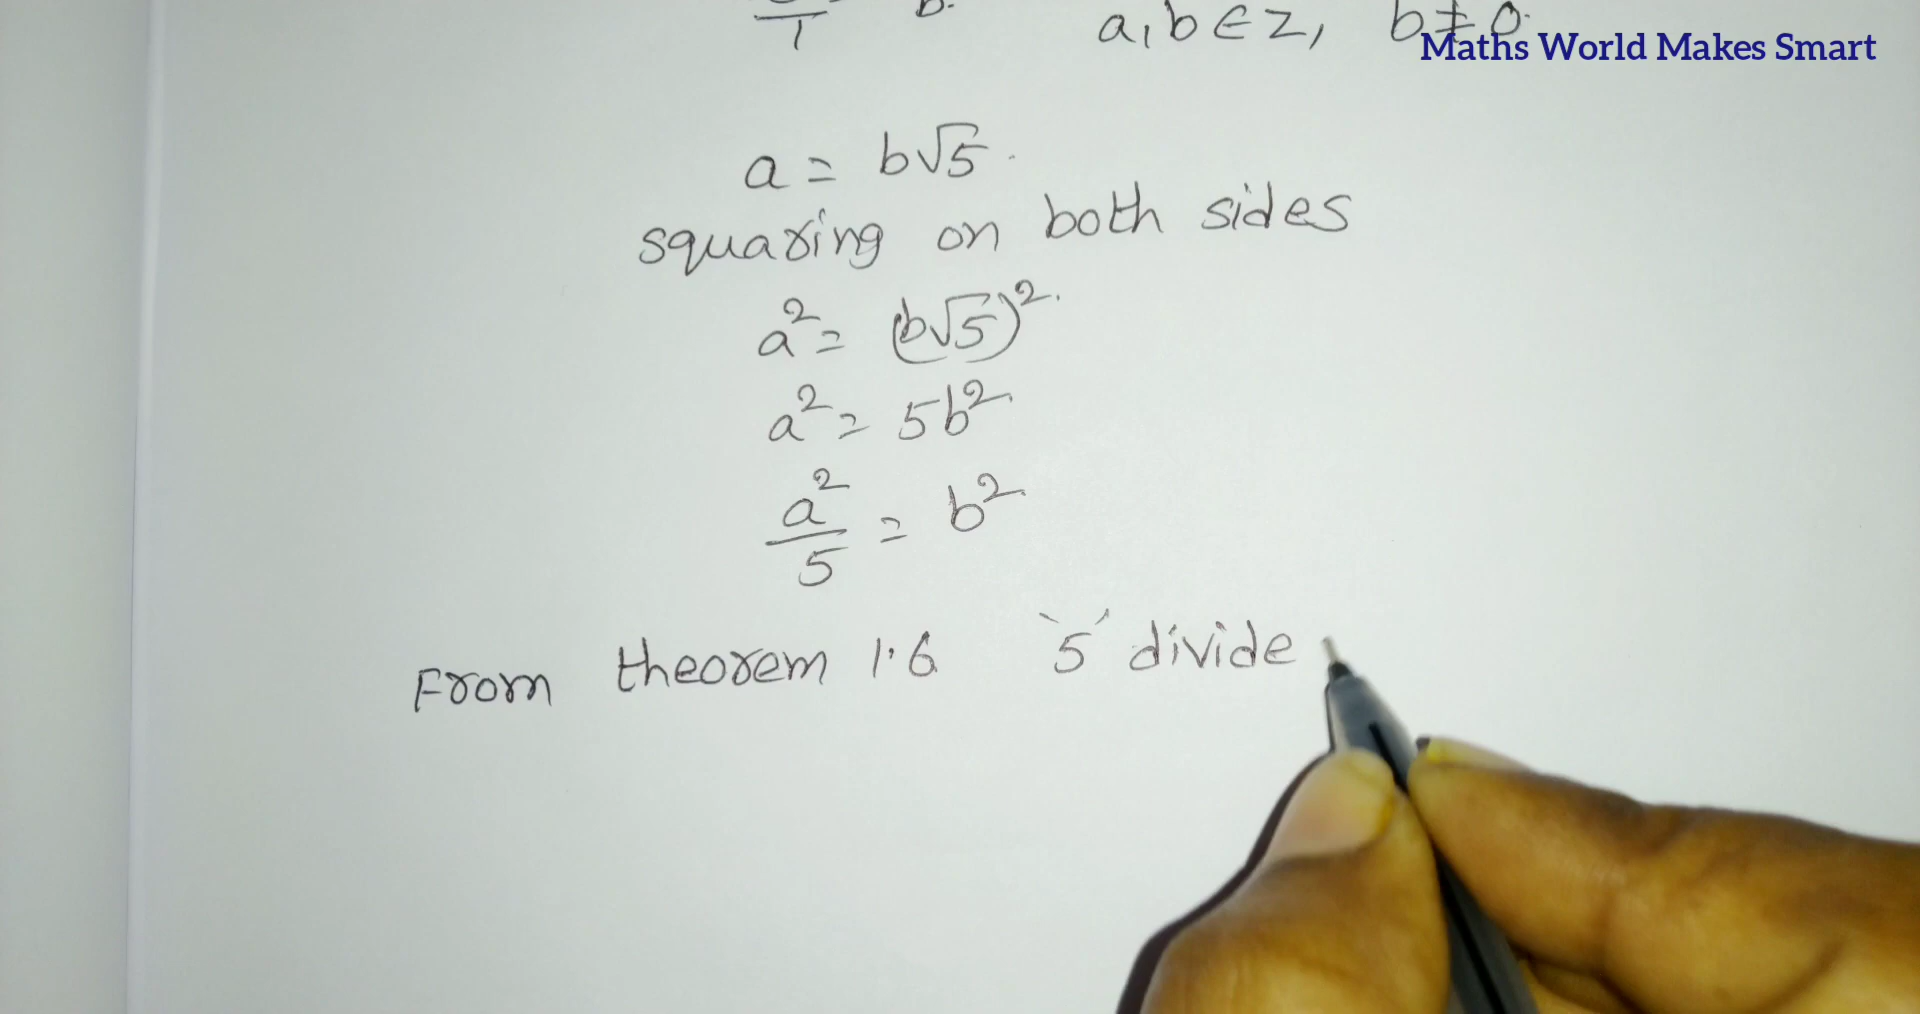 1 b. a, b ∈ z, b ≠ 0.
Maths World Makes Smart
a = b√5.
squaring on both sides
a² = (b√5)².
a² = 5b²
a²/5 = b²
From theorem 1.6 '5' divide